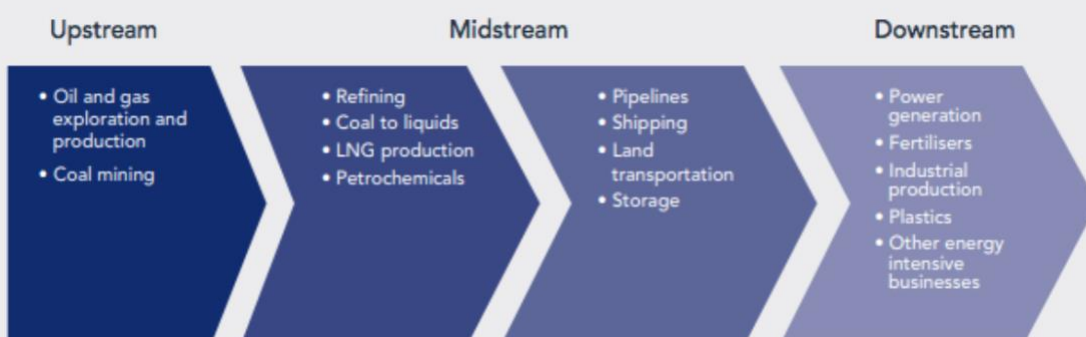 Upstream
Midstream
Downstream
• Oil and gas
exploration and
production
• Coal mining
• Refining
• Coal to liquids
• LNG production
• Petrochemicals
• Pipelines
• Shipping
• Land
transportation
• Storage
• Power
generation
• Fertilisers
• Industrial
production
• Plastics
• Other energy
intensive
businesses